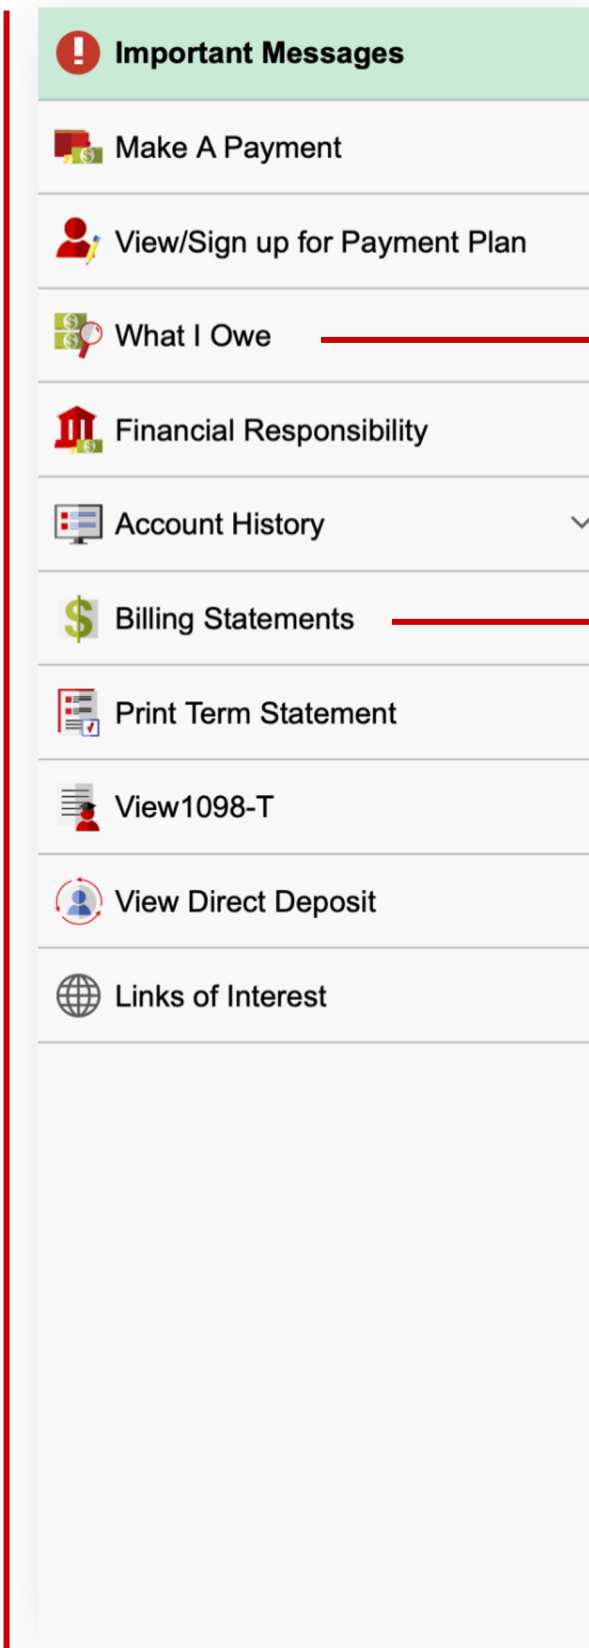 Important Messages
Make A Payment
View/Sign up for Payment Plan
What I Owe
Financial Responsibility
Account History
Billing Statements
Print Term Statement
View1098-T
View Direct Deposit
Links of Interest